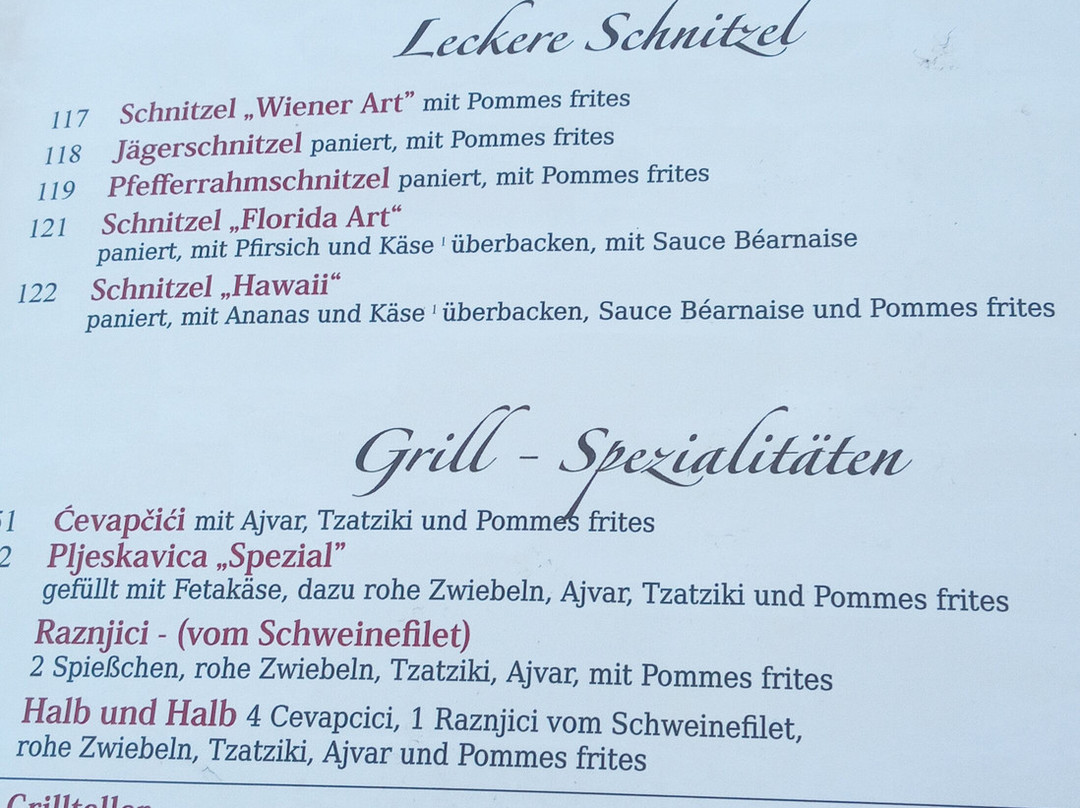 Leckere Schnitzel
117 Schnitzel „Wiener Art” mit Pommes frites
118 Jägerschnitzel paniert, mit Pommes frites
119 Pfefferrahmschnitzel paniert, mit Pommes frites
121 Schnitzel „Florida Art“
paniert, mit Pfirsich und Käse ¹ überbacken, mit Sauce Béarnaise
122 Schnitzel „Hawaii“
paniert, mit Ananas und Käse ¹ überbacken, Sauce Béarnaise und Pommes frites
Grill - Spezialitäten
51 Ćevapčići mit Ajvar, Tzatziki und Pommes frites
2 Pljeskavica „Spezial”
gefüllt mit Fetakäse, dazu rohe Zwiebeln, Ajvar, Tzatziki und Pommes frites
Raznjici - (vom Schweinefilet)
2 Spießchen, rohe Zwiebeln, Tzatziki, Ajvar, mit Pommes frites
Halb und Halb 4 Cevapcici, 1 Raznjici vom Schweinefilet,
rohe Zwiebeln, Tzatziki, Ajvar und Pommes frites
Grillteller